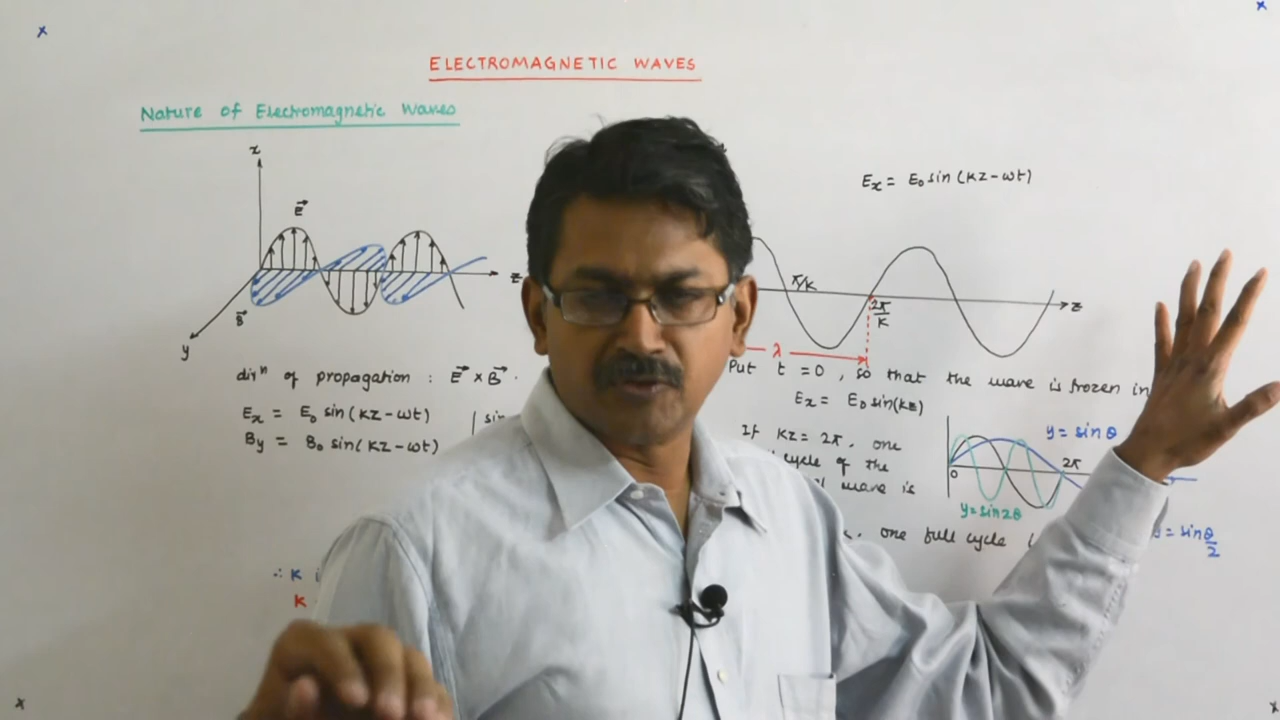 ELECTROMAGNETIC WAVES
Nature of Electromagnetic Waves
x
E⃗
z
B⃗
y
dirⁿ of propagation : E⃗ × B⃗ .
Eₓ = E₀ sin(kz-ωt)
B_y = B₀ sin(kz-ωt)
∴ K
K
Eₓ = E₀ sin(kz-ωt)
π/k
2π/k
z
λ
Put t = 0 , so that the wave is frozen in
Eₓ = E₀ sin(kz)
If kz = 2π , one
cycle of the
wave is
one full cycle
y = sin θ
0
2π
y = sin 2θ
y = sin θ/2